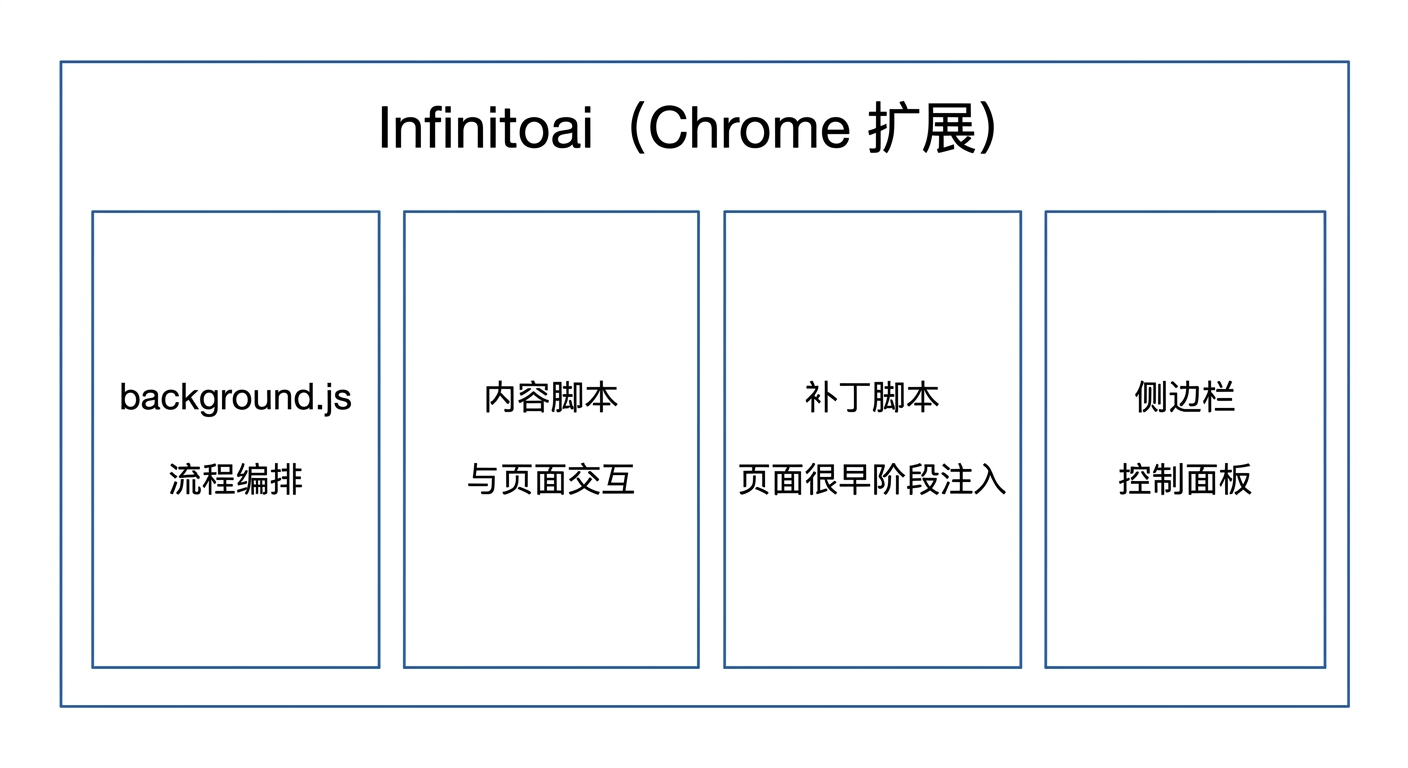 Infinitoai（Chrome 扩展）
background.js
流程编排
内容脚本
与页面交互
补丁脚本
页面很早阶段注入
侧边栏
控制面板